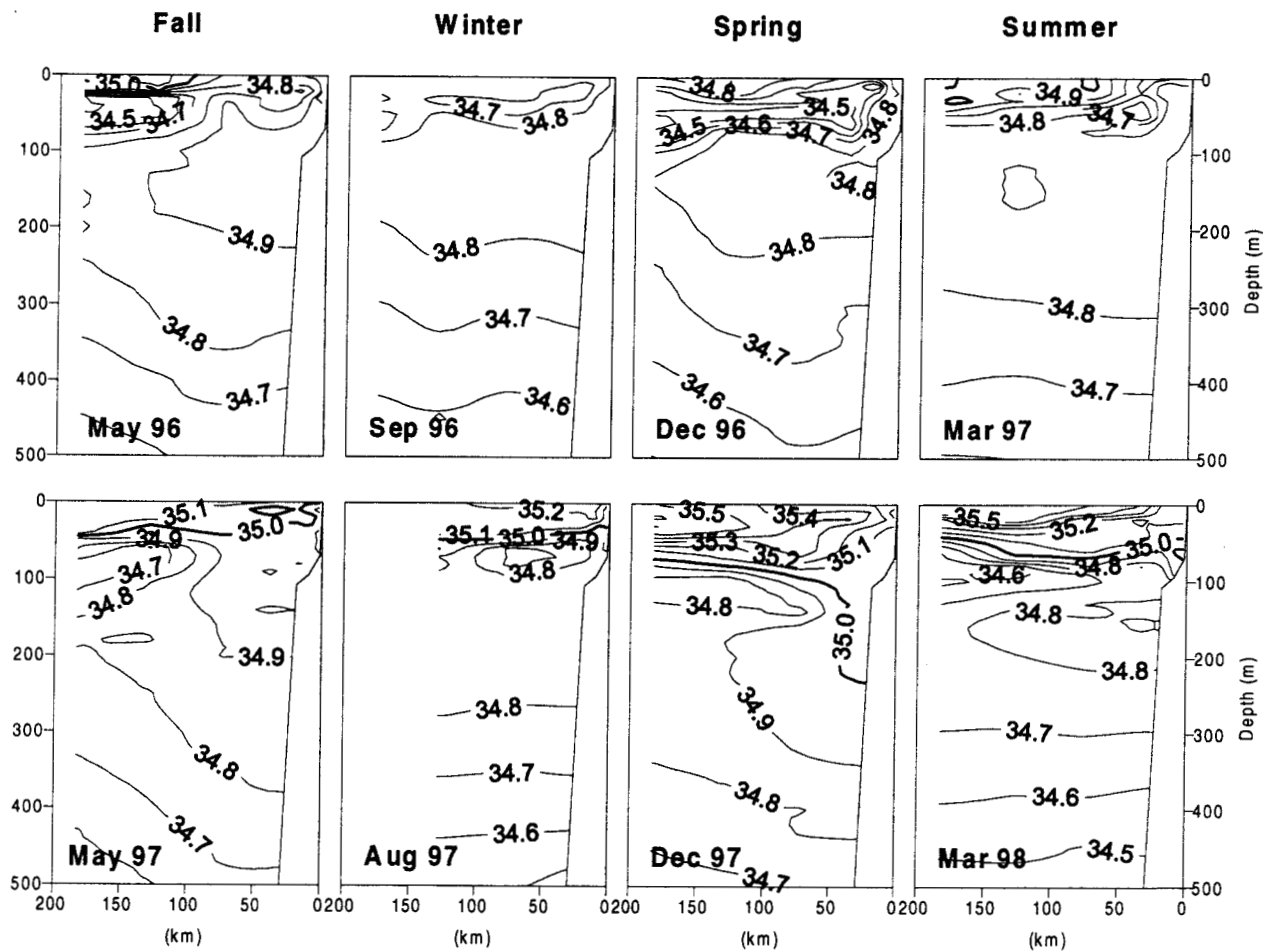 Fall Winter Spring Summer
0 35.0 34.8 34.8 34.9 0
34.5 34.7 34.7 34.8 34.5 34.8 34.8 34.7
34.5 34.6 34.7
100 34.8 100
200 34.9 34.8 34.8 200
300 34.8 34.7 34.7 34.8 300
400 34.7 34.6 34.6 34.7 400
May 96 Sep 96 Dec 96 Mar 97
500 500
Depth (m)
0 35.1 35.0 35.2 35.5 35.4 35.5 35.2 0
34.9 35.1 35.0 34.9 35.3 35.2 35.1 35.0
100 34.7 34.8 34.8 34.6 34.8 100
34.8 34.8 34.8
200 34.9 35.0 34.8 200
300 34.8 34.8 34.9 34.7 300
400 34.7 34.7 34.8 34.6 400
34.6
May 97 Aug 97 Dec 97 Mar 98 34.5
500 34.7 500
Depth (m)
200 150 100 50 0 200 150 100 50 0 200 150 100 50 0 200 150 100 50 0
(km) (km) (km) (km)